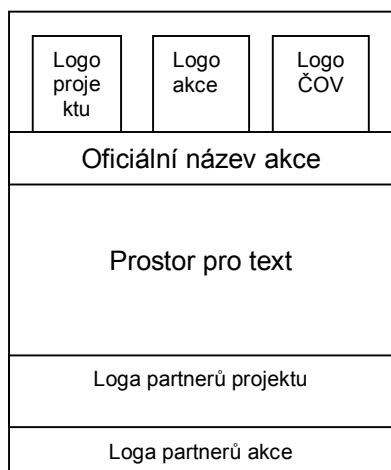 Logo
proje
ktu
Logo
akce
Logo
ČOV
Oficiální název akce
Prostor pro text
Loga partnerů projektu
Loga partnerů akce